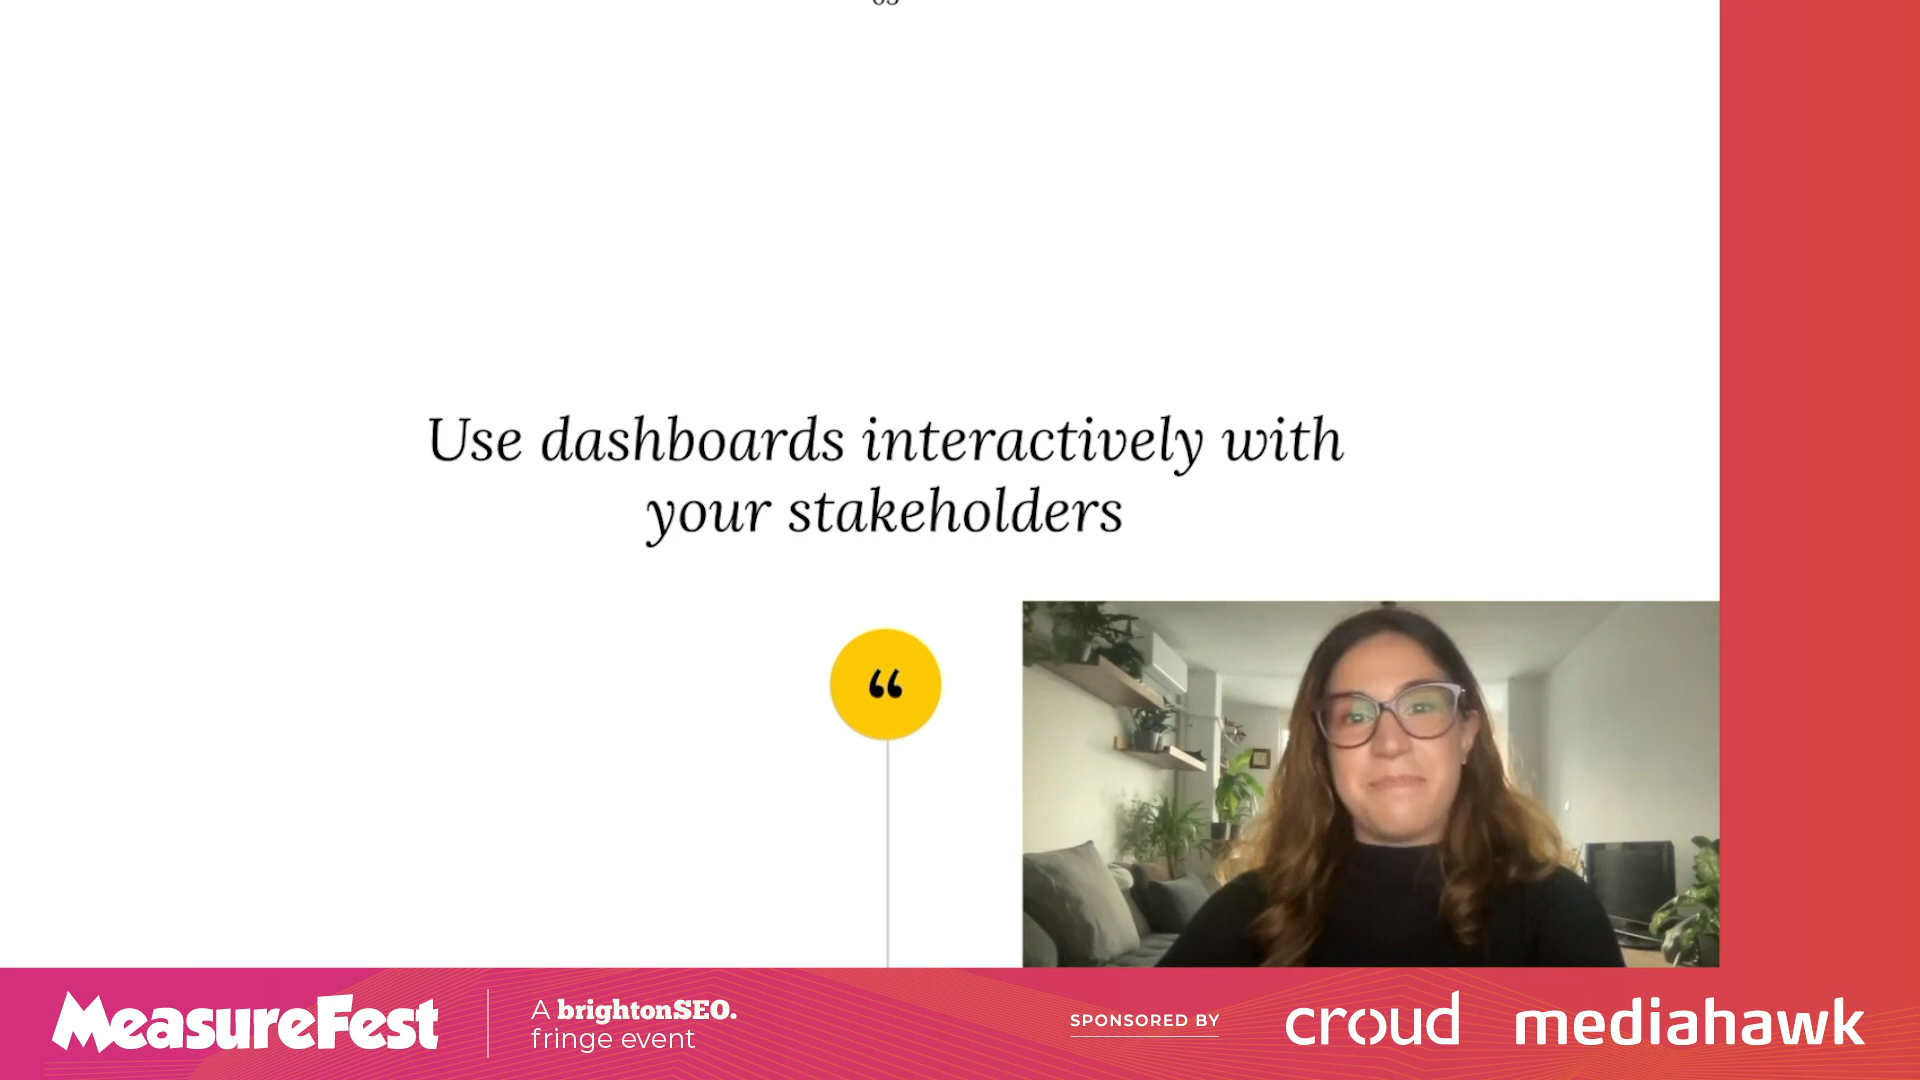 Use dashboards interactively with
your stakeholders
“
MeasureFest
A brightonSEO.
fringe event
SPONSORED BY
croud
mediahawk